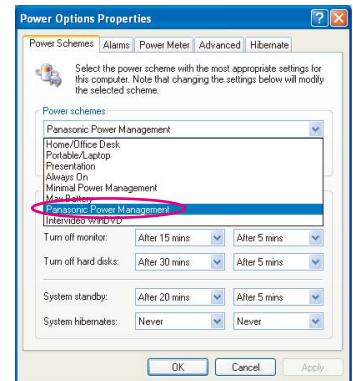 Power Options Properties
Power Schemes Alarms Power Meter Advanced Hibernate
Select the power scheme with the most appropriate settings for
this computer. Note that changing the settings below will modify
the selected scheme.
Power schemes
Panasonic Power Management
Home/Office Desk
Portable/Laptop
Presentation
Always On
Minimal Power Management
Max Battery
Panasonic Power Management
Intervideo WinDVD
Turn off monitor: After 15 mins After 5 mins
Turn off hard disks: After 30 mins After 5 mins
System standby: After 20 mins After 5 mins
System hibernates: Never Never
OK Cancel Apply